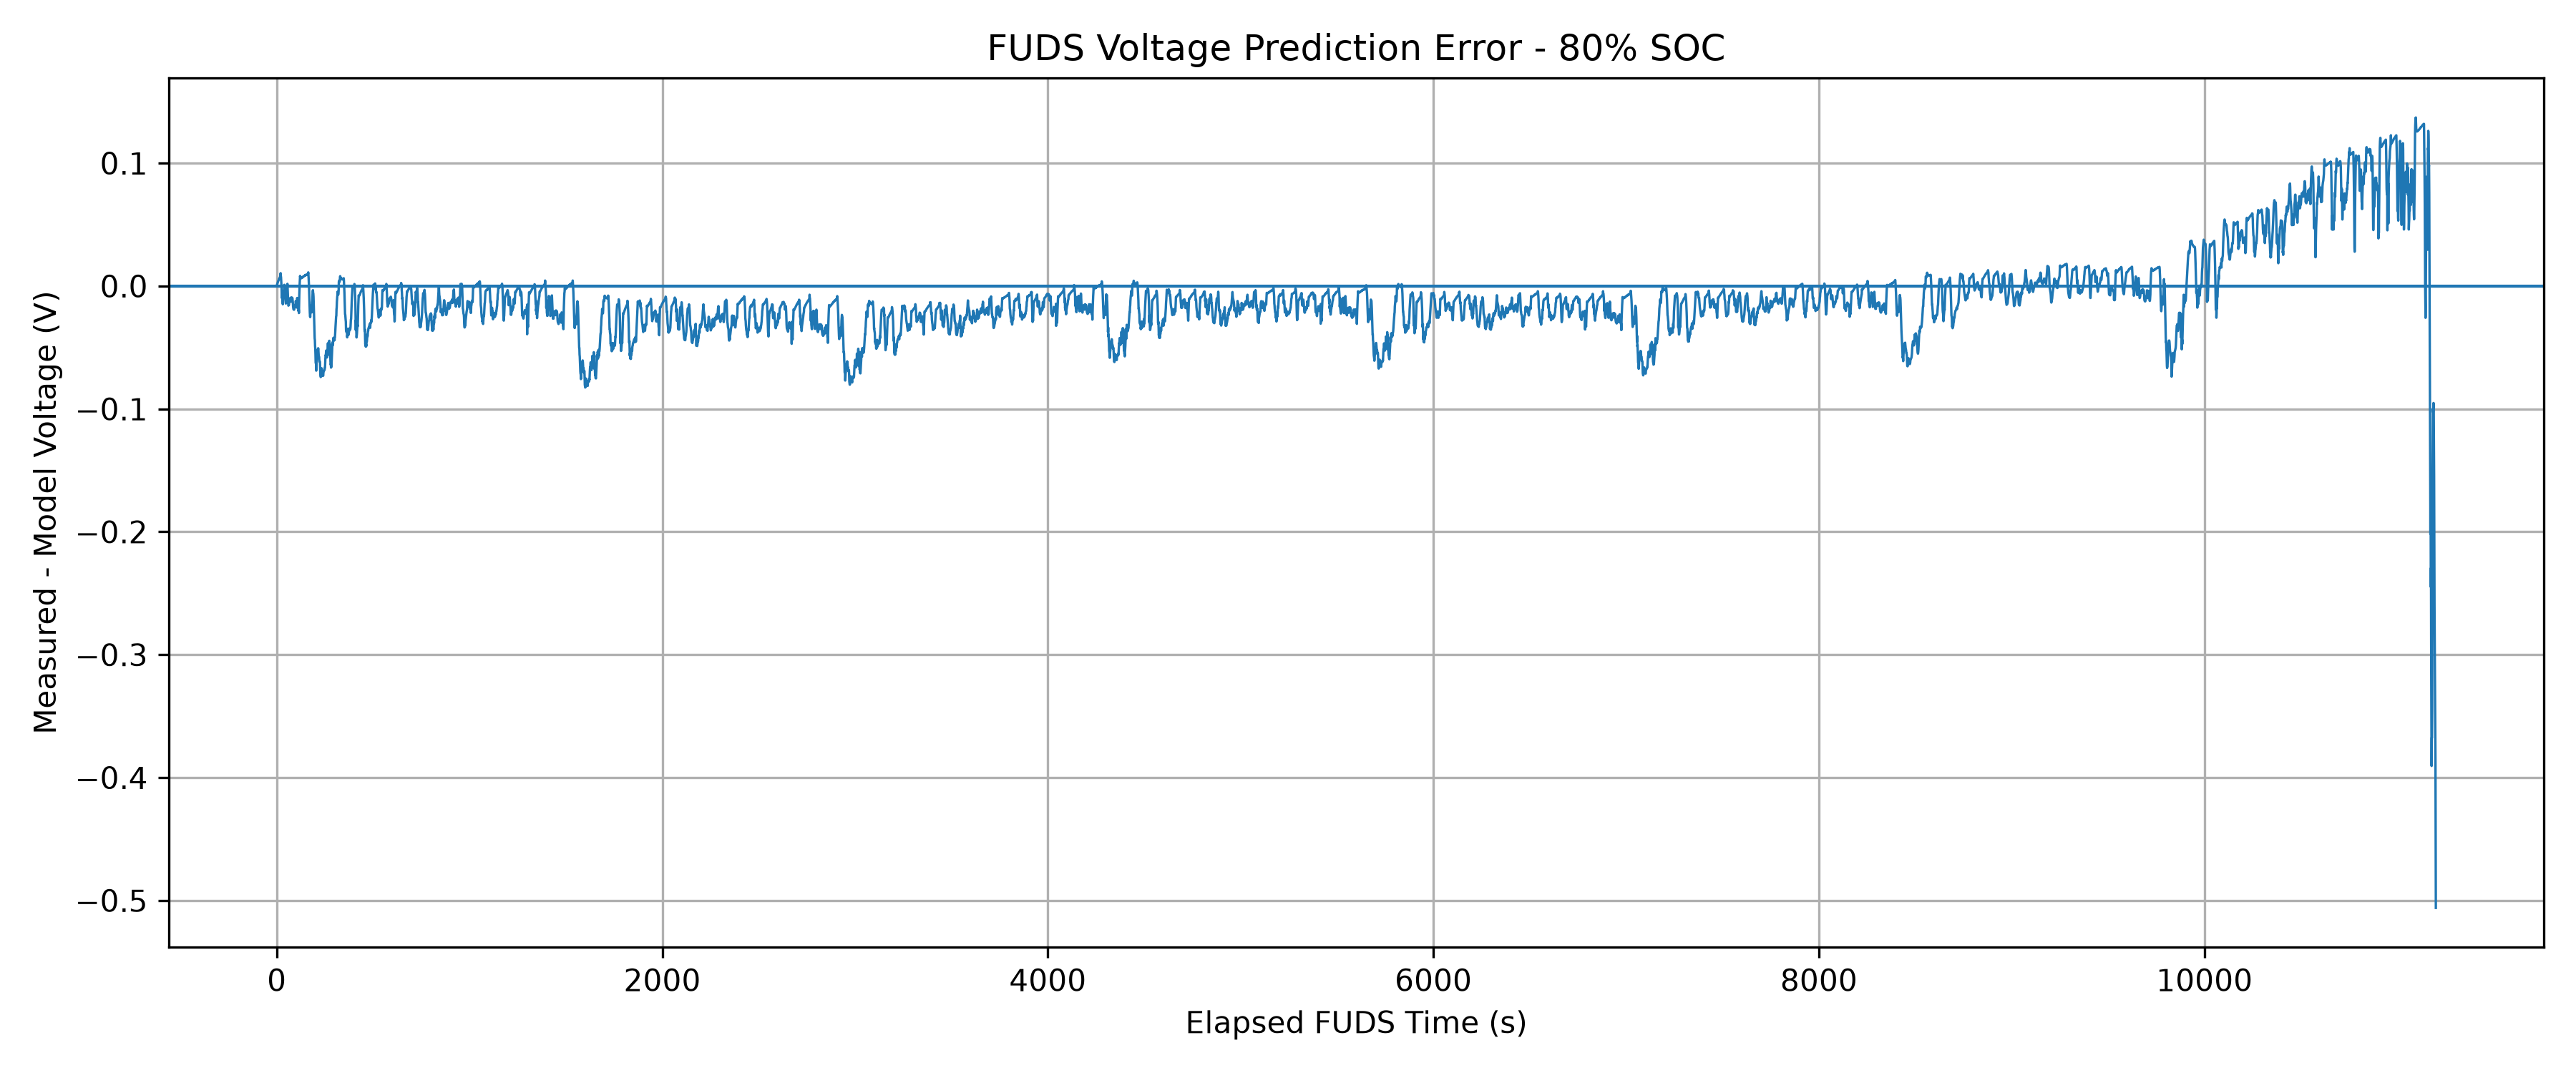 FUDS Voltage Prediction Error - 80% SOC
Measured - Model Voltage (V)
0.1
0.0
−0.1
−0.2
−0.3
−0.4
−0.5
0 2000 4000 6000 8000 10000
Elapsed FUDS Time (s)